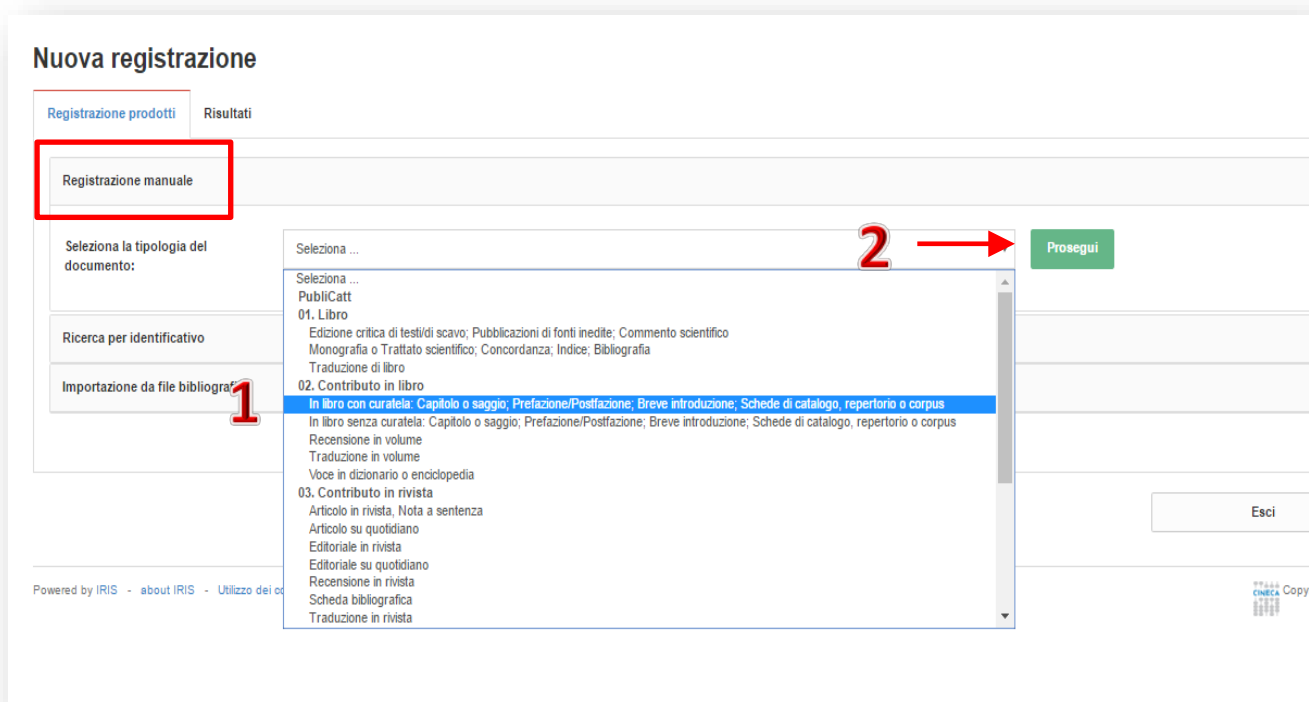 Nuova registrazione
Registrazione prodotti Risultati
Registrazione manuale
Seleziona la tipologia del
documento:
Seleziona ...
2
Prosegui
Seleziona ...
PubliCatt
01. Libro
Edizione critica di testi/di scavo; Pubblicazioni di fonti inedite; Commento scientifico
Monografia o Trattato scientifico; Concordanza; Indice; Bibliografia
Traduzione di libro
02. Contributo in libro
In libro con curatela: Capitolo o saggio; Prefazione/Postfazione; Breve introduzione; Schede di catalogo, repertorio o corpus
In libro senza curatela: Capitolo o saggio; Prefazione/Postfazione; Breve introduzione; Schede di catalogo, repertorio o corpus
Recensione in volume
Traduzione in volume
Voce in dizionario o enciclopedia
03. Contributo in rivista
Articolo in rivista, Nota a sentenza
Articolo su quotidiano
Editoriale in rivista
Editoriale su quotidiano
Recensione in rivista
Scheda bibliografica
Traduzione in rivista
Ricerca per identificativo
Importazione da file
1
Esci
Powered by IRIS - about IRIS - Utilizzo dei
CINECA Copy